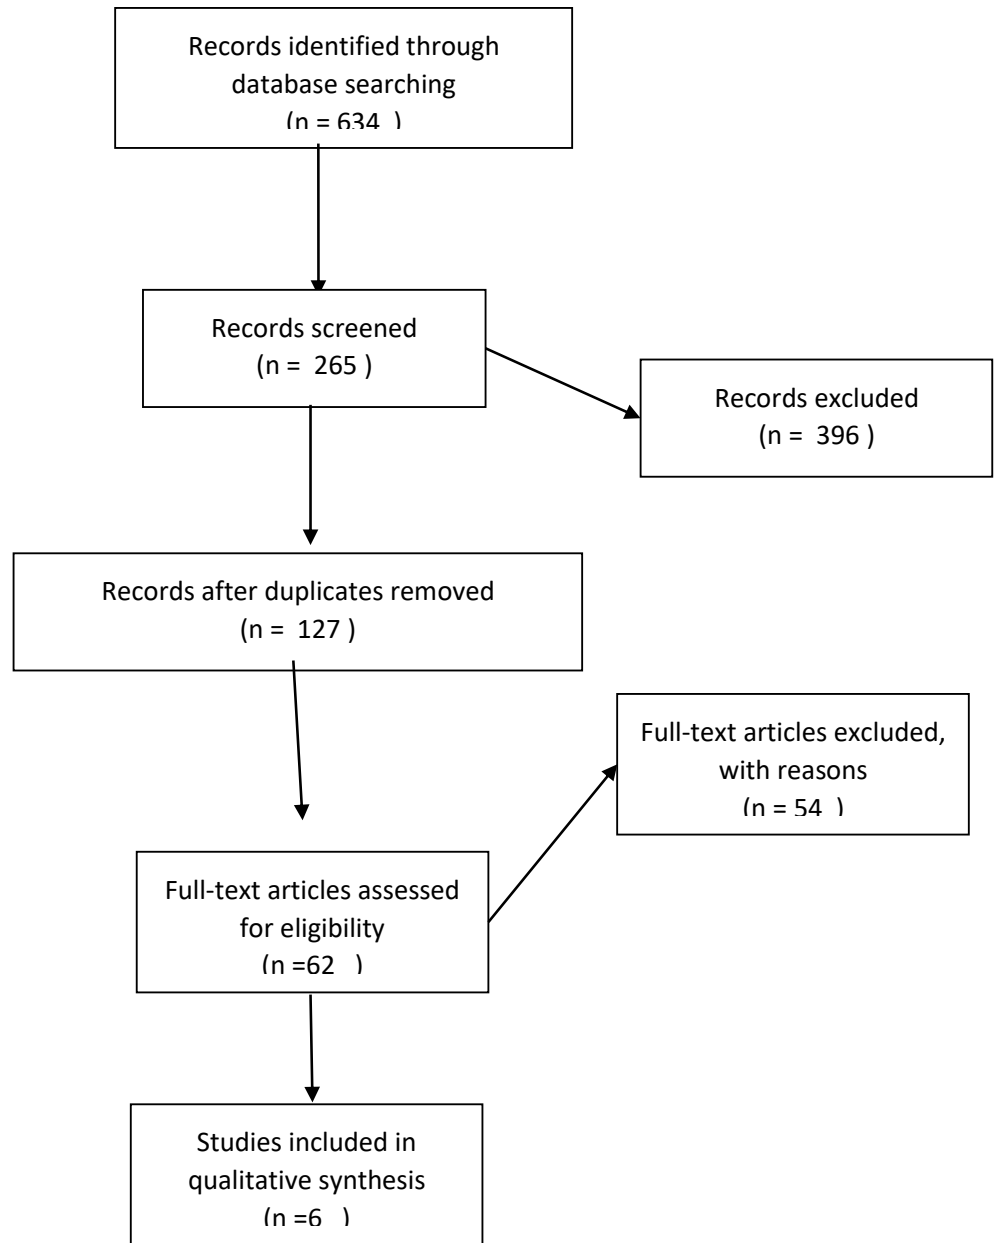 Records identified through
database searching
(n = 634 )
Records screened
(n = 265 )
Records excluded
(n = 396 )
Records after duplicates removed
(n = 127 )
Full-text articles excluded,
with reasons
(n = 54 )
Full-text articles assessed
for eligibility
(n =62 )
Studies included in
qualitative synthesis
(n =6 )